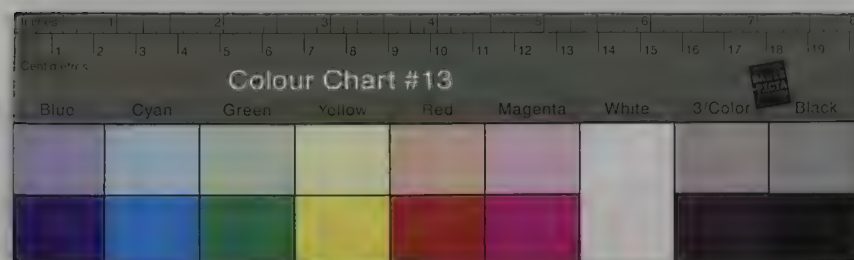 Inches 1 2 3 4 5 6 7
1 2 3 4 5 6 7 8 9 10 11 12 13 14 15 16 17 18 19
Centimetres
Colour Chart #13
Blue Cyan Green Yellow Red Magenta White 3/Color Black